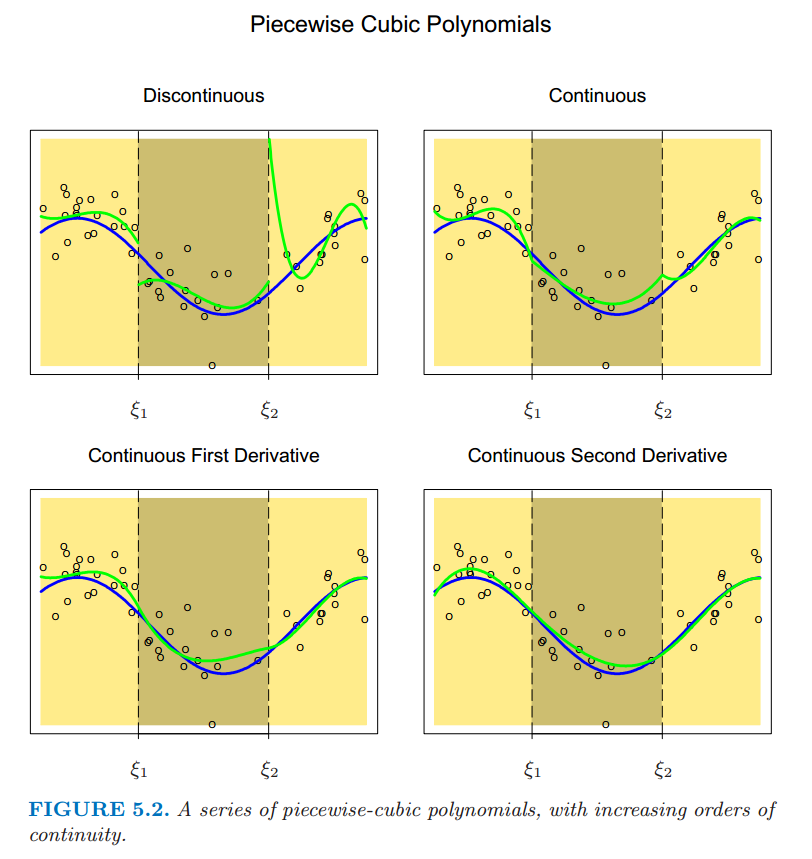 Piecewise Cubic Polynomials
Discontinuous
Continuous
ξ1 ξ2
ξ1 ξ2
Continuous First Derivative
Continuous Second Derivative
ξ1 ξ2
ξ1 ξ2
FIGURE 5.2. A series of piecewise-cubic polynomials, with increasing orders of
continuity.